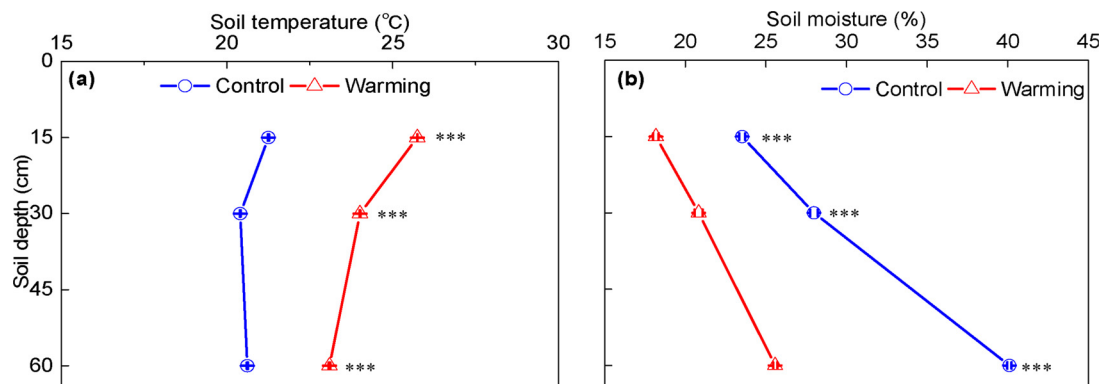 Soil temperature (°C)
15 20 25 30
Soil depth (cm)
0
15
30
45
60
(a)
Control Warming
***
***
***
Soil moisture (%)
15 20 25 30 35 40 45
(b)
Control Warming
***
***
***